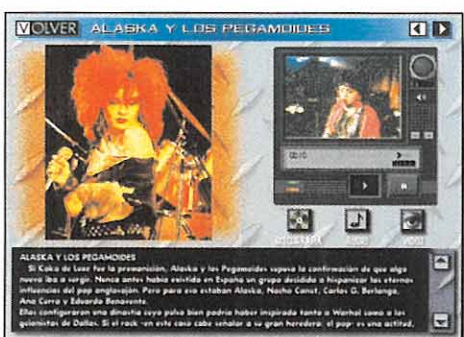 VOLVER ALASKA Y LOS PEGAMOIDES
00:10
ALASKA Y LOS PEGAMOIDES
Si Kaka de Luxe fue la premonición, Alaska y los Pegamoides supuso la confirmación de que algo
nuevo iba a surgir. Nunca antes había existido en España un grupo decidido a hispanizar las eternas
influencias del pop anglosajón. Pero para eso estaban Alaska, Nacho Canut, Carlos G. Berlanga,
Ana Curra y Eduardo Benavente.
Ellos configuraron una dinastía cuyo pulso bien podría haber inspirado tanto a Warhol como a los
guionistas de Dallas. Si el rock -en este caso cabe señalar a su gran heredero, el pop- es una actitud,